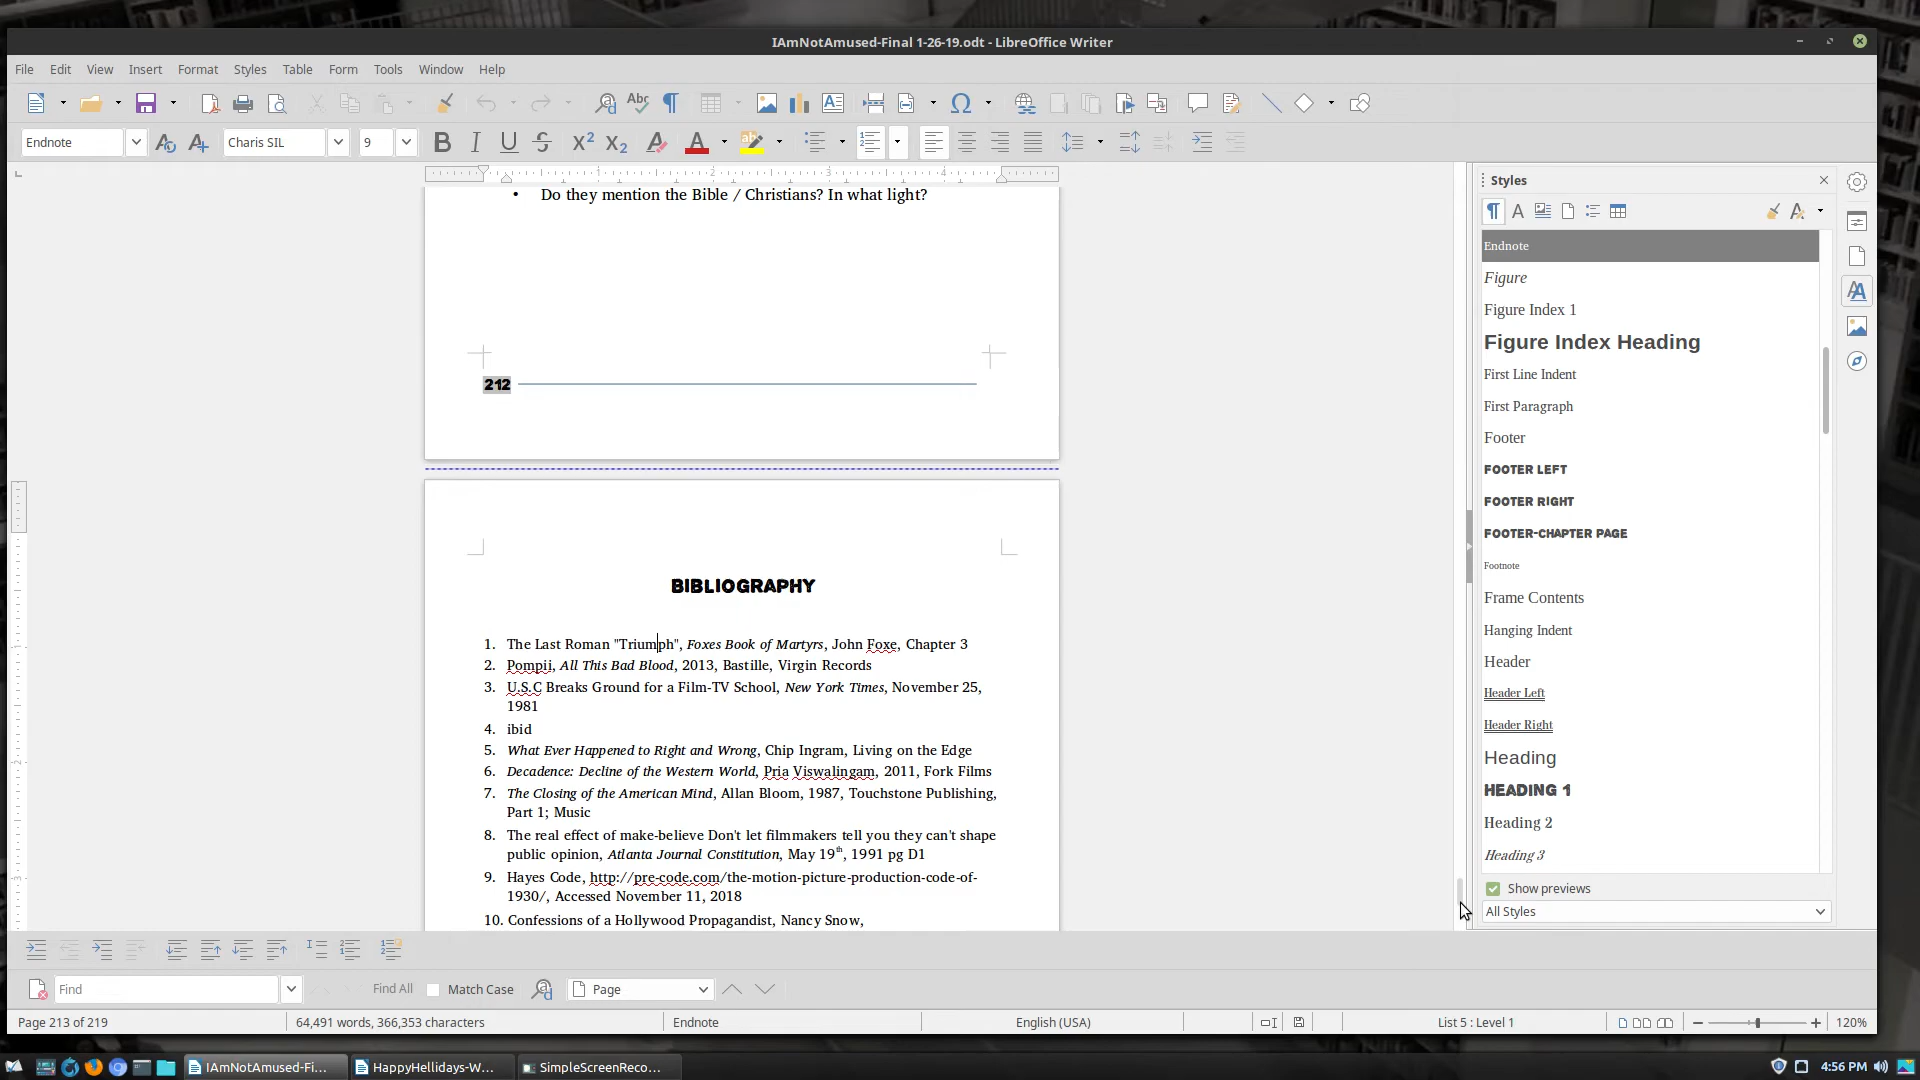 IAmNotAmused-Final 1-26-19.odt - LibreOffice Writer
File Edit View Insert Format Styles Table Form Tools Window Help
Endnote Charis SIL 9
1 2 3 4
• Do they mention the Bible / Christians? In what light?
212
BIBLIOGRAPHY
1. The Last Roman "Triumph", Foxes Book of Martyrs, John Foxe, Chapter 3
2. Pompii, All This Bad Blood, 2013, Bastille, Virgin Records
3. U.S.C Breaks Ground for a Film-TV School, New York Times, November 25,
1981
4. ibid
5. What Ever Happened to Right and Wrong, Chip Ingram, Living on the Edge
6. Decadence: Decline of the Western World, Pria Viswalingam, 2011, Fork Films
7. The Closing of the American Mind, Allan Bloom, 1987, Touchstone Publishing,
Part 1; Music
8. The real effect of make-believe Don't let filmmakers tell you they can't shape
public opinion, Atlanta Journal Constitution, May 19th, 1991 pg D1
9. Hayes Code, http://pre-code.com/the-motion-picture-production-code-of-
1930/, Accessed November 11, 2018
10. Confessions of a Hollywood Propagandist, Nancy Snow,
Styles
Endnote
Figure
Figure Index 1
Figure Index Heading
First Line Indent
First Paragraph
Footer
FOOTER LEFT
FOOTER RIGHT
FOOTER-CHAPTER PAGE
Footnote
Frame Contents
Hanging Indent
Header
Header Left
Header Right
Heading
HEADING 1
Heading 2
Heading 3
Show previews
All Styles
Find Find All Match Case Page
Page 213 of 219 64,491 words, 366,353 characters Endnote English (USA) List 5 : Level 1 120%
IAmNotAmused-Fi... HappyHellidays-W... SimpleScreenReco... 4:56 PM